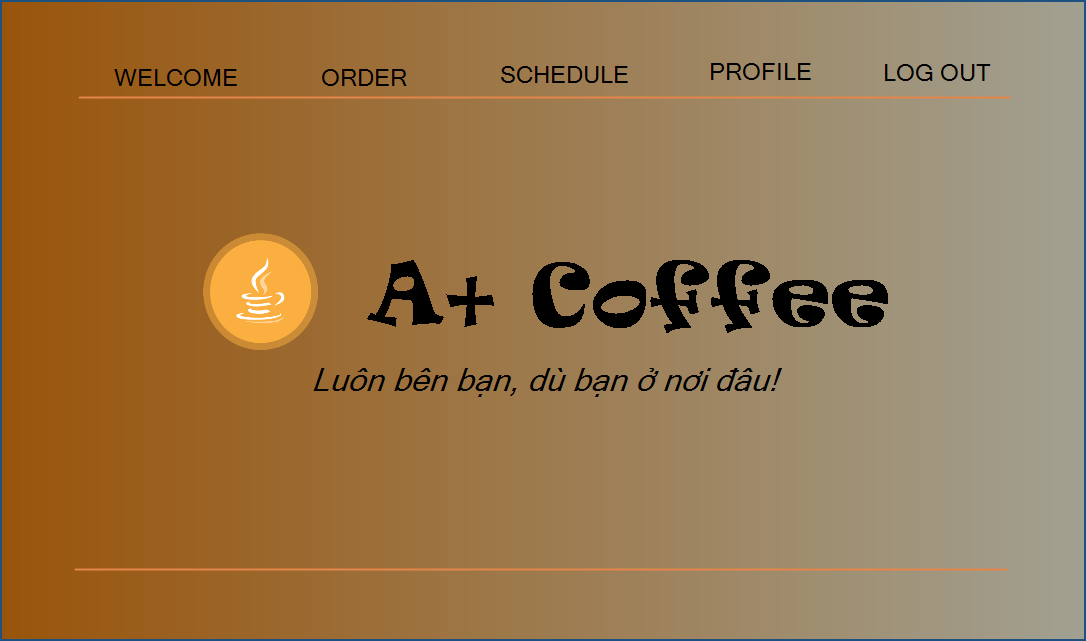 WELCOME ORDER SCHEDULE PROFILE LOG OUT
A+ Coffee
Luôn bên bạn, dù bạn ở nơi đâu!